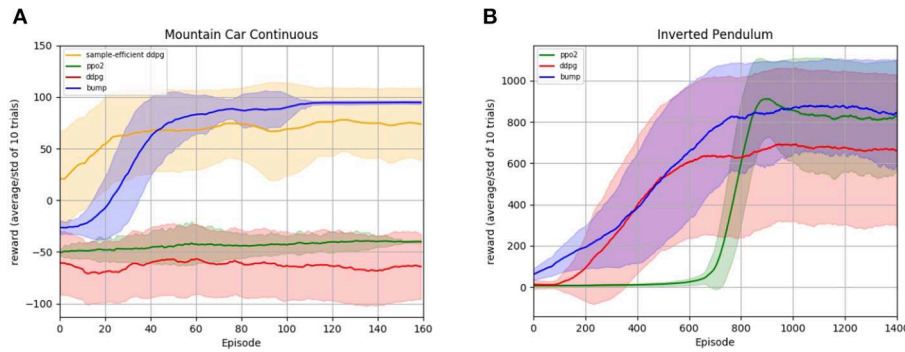 A
Mountain Car Continuous
reward (average/std of 10 trials)
150
100
50
0
−50
−100
sample-efficient ddpg
ppo2
ddpg
bump
0 20 40 60 80 100 120 140 160
Episode
B
Inverted Pendulum
reward (average/std of 10 trials)
1000
800
600
400
200
0
ppo2
ddpg
bump
0 200 400 600 800 1000 1200 1400
Episode